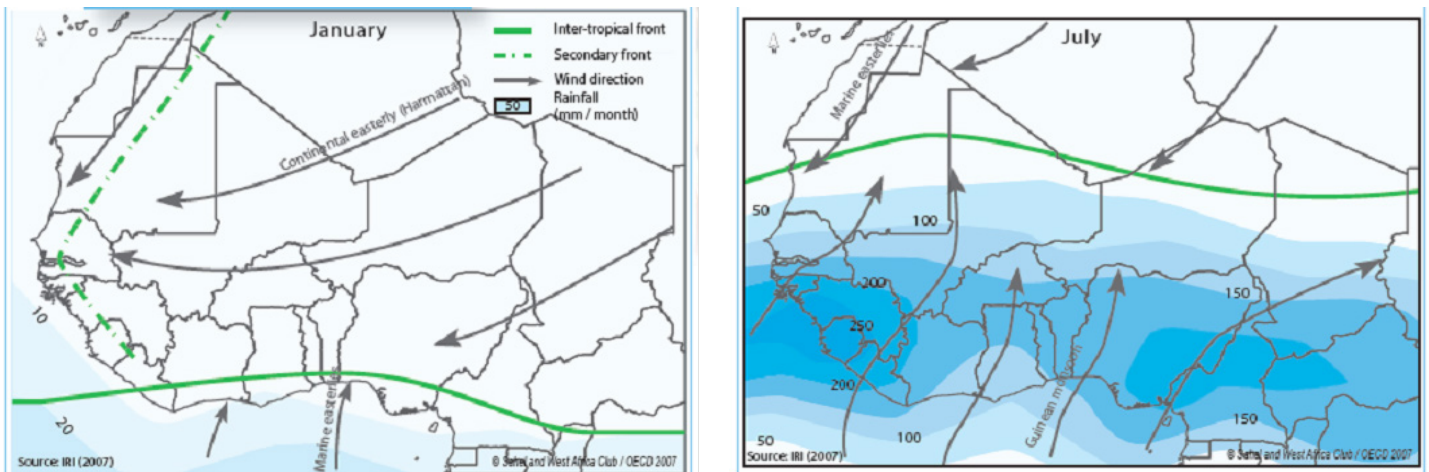 January
Inter-tropical front
Secondary front
Wind direction
50
Rainfall
(mm / month)
Continental easterly (Harmattan)
10
20
Marine easterlies
0
Source: IRI (2007)
© Sahel and West Africa Club / OECD 2007
July
Marine easterlies
50
100
200
150
250
200
Guinean monsoon
100
150
50
Source: IRI (2007)
© Sahel and West Africa Club / OECD 2007